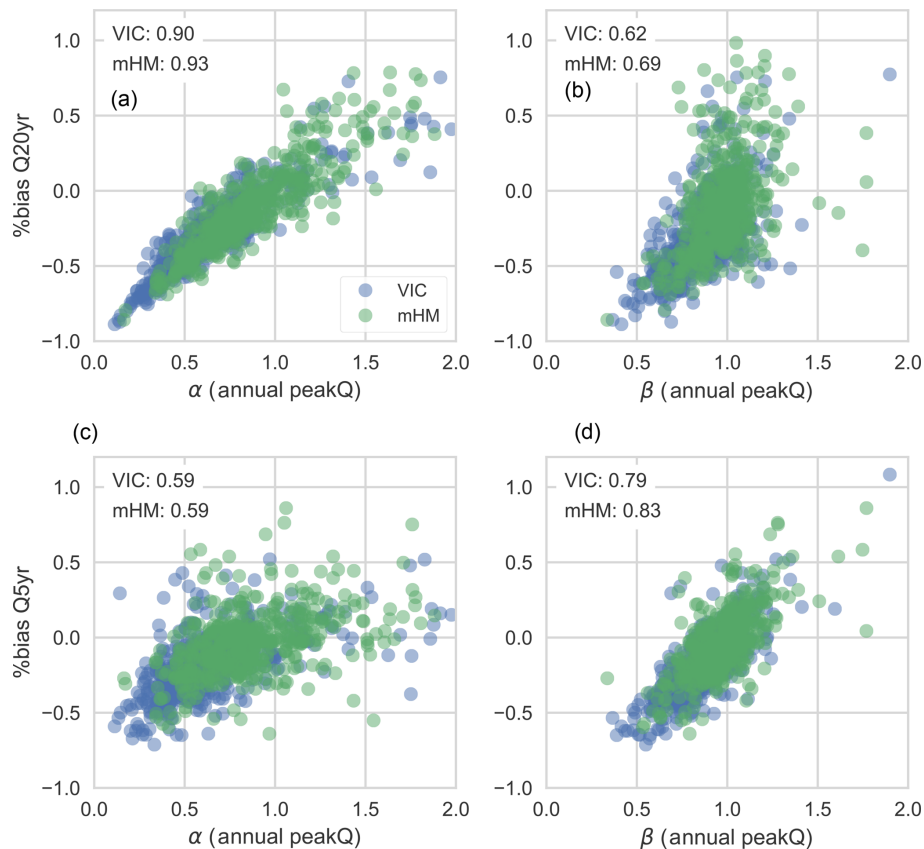 VIC: 0.90
mHM: 0.93
(a)
%bias Q20yr
1.0
0.5
0.0
−0.5
−1.0
VIC
mHM
0.0 0.5 1.0 1.5 2.0
α (annual peakQ)
VIC: 0.62
mHM: 0.69
(b)
1.0
0.5
0.0
−0.5
−1.0
0.0 0.5 1.0 1.5 2.0
β (annual peakQ)
(c)
VIC: 0.59
mHM: 0.59
%bias Q5yr
1.0
0.5
0.0
−0.5
−1.0
0.0 0.5 1.0 1.5 2.0
α (annual peakQ)
(d)
VIC: 0.79
mHM: 0.83
1.0
0.5
0.0
−0.5
−1.0
0.0 0.5 1.0 1.5 2.0
β (annual peakQ)